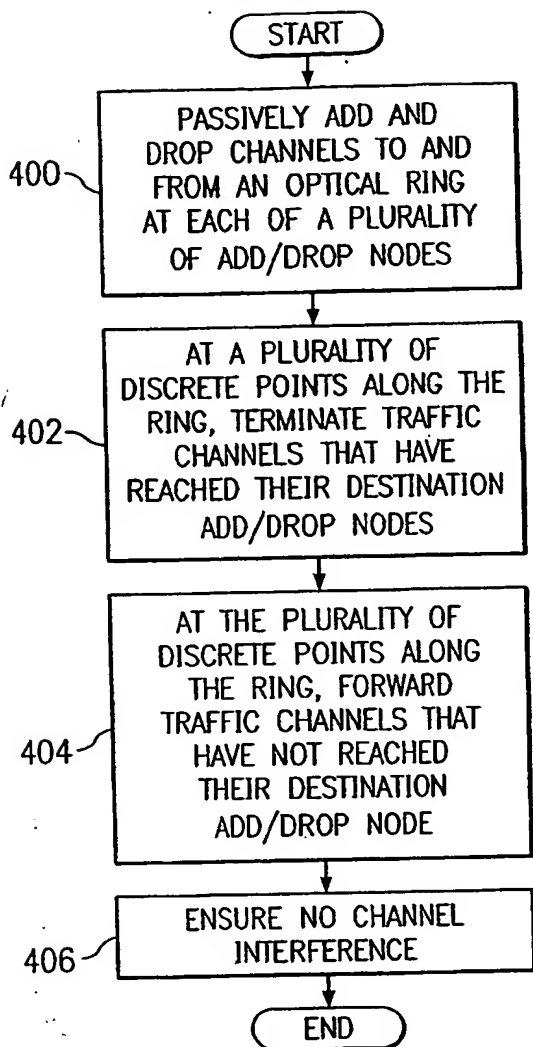 START
400
PASSIVELY ADD AND
DROP CHANNELS TO AND
FROM AN OPTICAL RING
AT EACH OF A PLURALITY
OF ADD/DROP NODES
402
AT A PLURALITY OF
DISCRETE POINTS ALONG THE
RING, TERMINATE TRAFFIC
CHANNELS THAT HAVE
REACHED THEIR DESTINATION
ADD/DROP NODES
404
AT THE PLURALITY OF
DISCRETE POINTS ALONG
THE RING, FORWARD
TRAFFIC CHANNELS THAT
HAVE NOT REACHED
THEIR DESTINATION
ADD/DROP NODE
406
ENSURE NO CHANNEL
INTERFERENCE
END